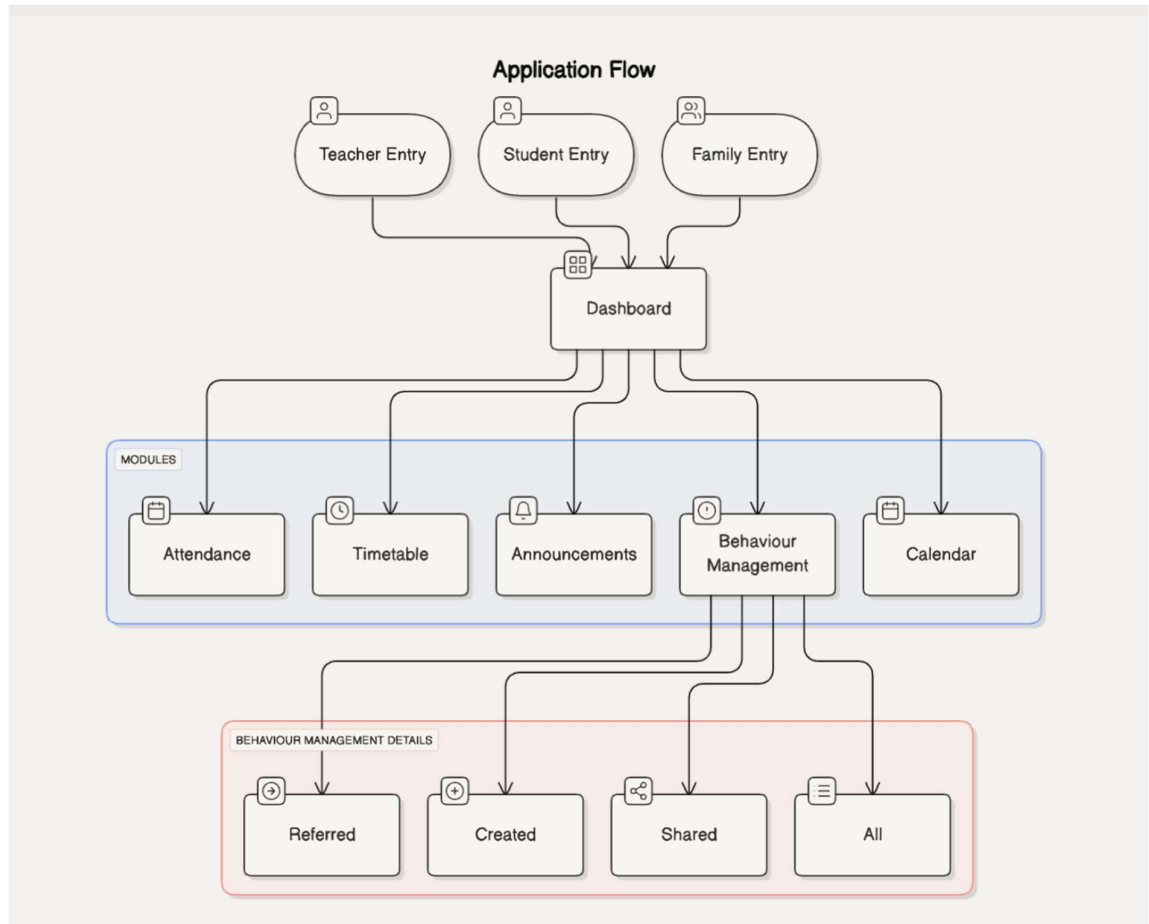 Application Flow
Teacher Entry
Student Entry
Family Entry
Dashboard
MODULES
Attendance
Timetable
Announcements
Behaviour
Management
Calendar
BEHAVIOUR MANAGEMENT DETAILS
Referred
Created
Shared
All